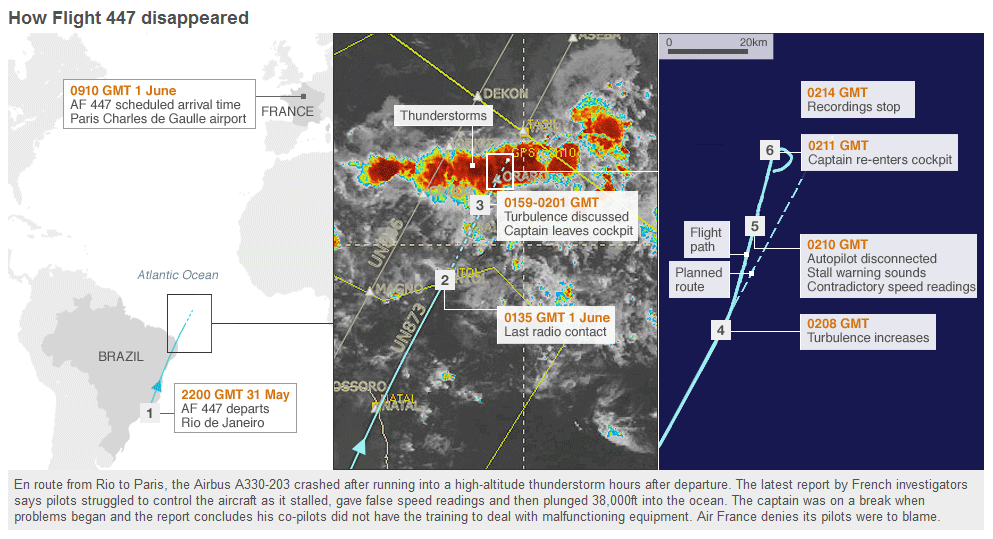 How Flight 447 disappeared
0910 GMT 1 June
AF 447 scheduled arrival time
Paris Charles de Gaulle airport
FRANCE
Atlantic Ocean
BRAZIL
1
2200 GMT 31 May
AF 447 departs
Rio de Janeiro
ASEBA
DEKON
Thunderstorms
TASIL
ORARO
3
0159-0201 GMT
Turbulence discussed
Captain leaves cockpit
UN866
MAGNO
2
INTOL
0135 GMT 1 June
Last radio contact
UN873
OSSORO
NATAL
NATAL
0
20km
0214 GMT
Recordings stop
6
0211 GMT
Captain re-enters cockpit
5
Flight
path
0210 GMT
Autopilot disconnected
Stall warning sounds
Contradictory speed readings
Planned
route
4
0208 GMT
Turbulence increases
En route from Rio to Paris, the Airbus A330-203 crashed after running into a high-altitude thunderstorm hours after departure. The latest report by French investigators
says pilots struggled to control the aircraft as it stalled, gave false speed readings and then plunged 38,000ft into the ocean. The captain was on a break when
problems began and the report concludes his co-pilots did not have the training to deal with malfunctioning equipment. Air France denies its pilots were to blame.